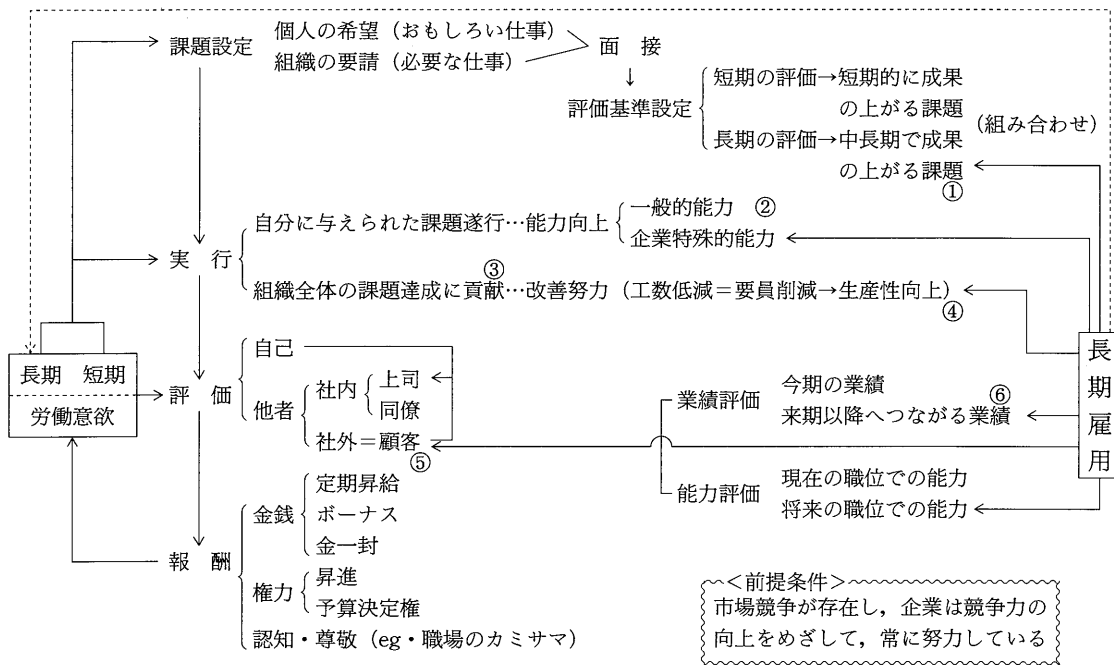 課題設定
個人の希望（おもしろい仕事）
組織の要請（必要な仕事）
面　接
↓
評価基準設定
短期の評価→短期的に成果
の上がる課題
長期の評価→中長期で成果
の上がる課題
（組み合わせ）
①
実　行
自分に与えられた課題遂行…能力向上
一般的能力　②
企業特殊的能力
③
組織全体の課題達成に貢献…改善努力（工数低減＝要員削減→生産性向上）
④
長期　短期
労働意欲
評　価
自己
他者
社内
上司
同僚
社外＝顧客
⑤
業績評価
今期の業績
来期以降へつながる業績
⑥
能力評価
現在の職位での能力
将来の職位での能力
長期雇用
報　酬
金銭
定期昇給
ボーナス
金一封
権力
昇進
予算決定権
認知・尊敬（eg・職場のカミサマ）
＜前提条件＞
市場競争が存在し，企業は競争力の
向上をめざして，常に努力している